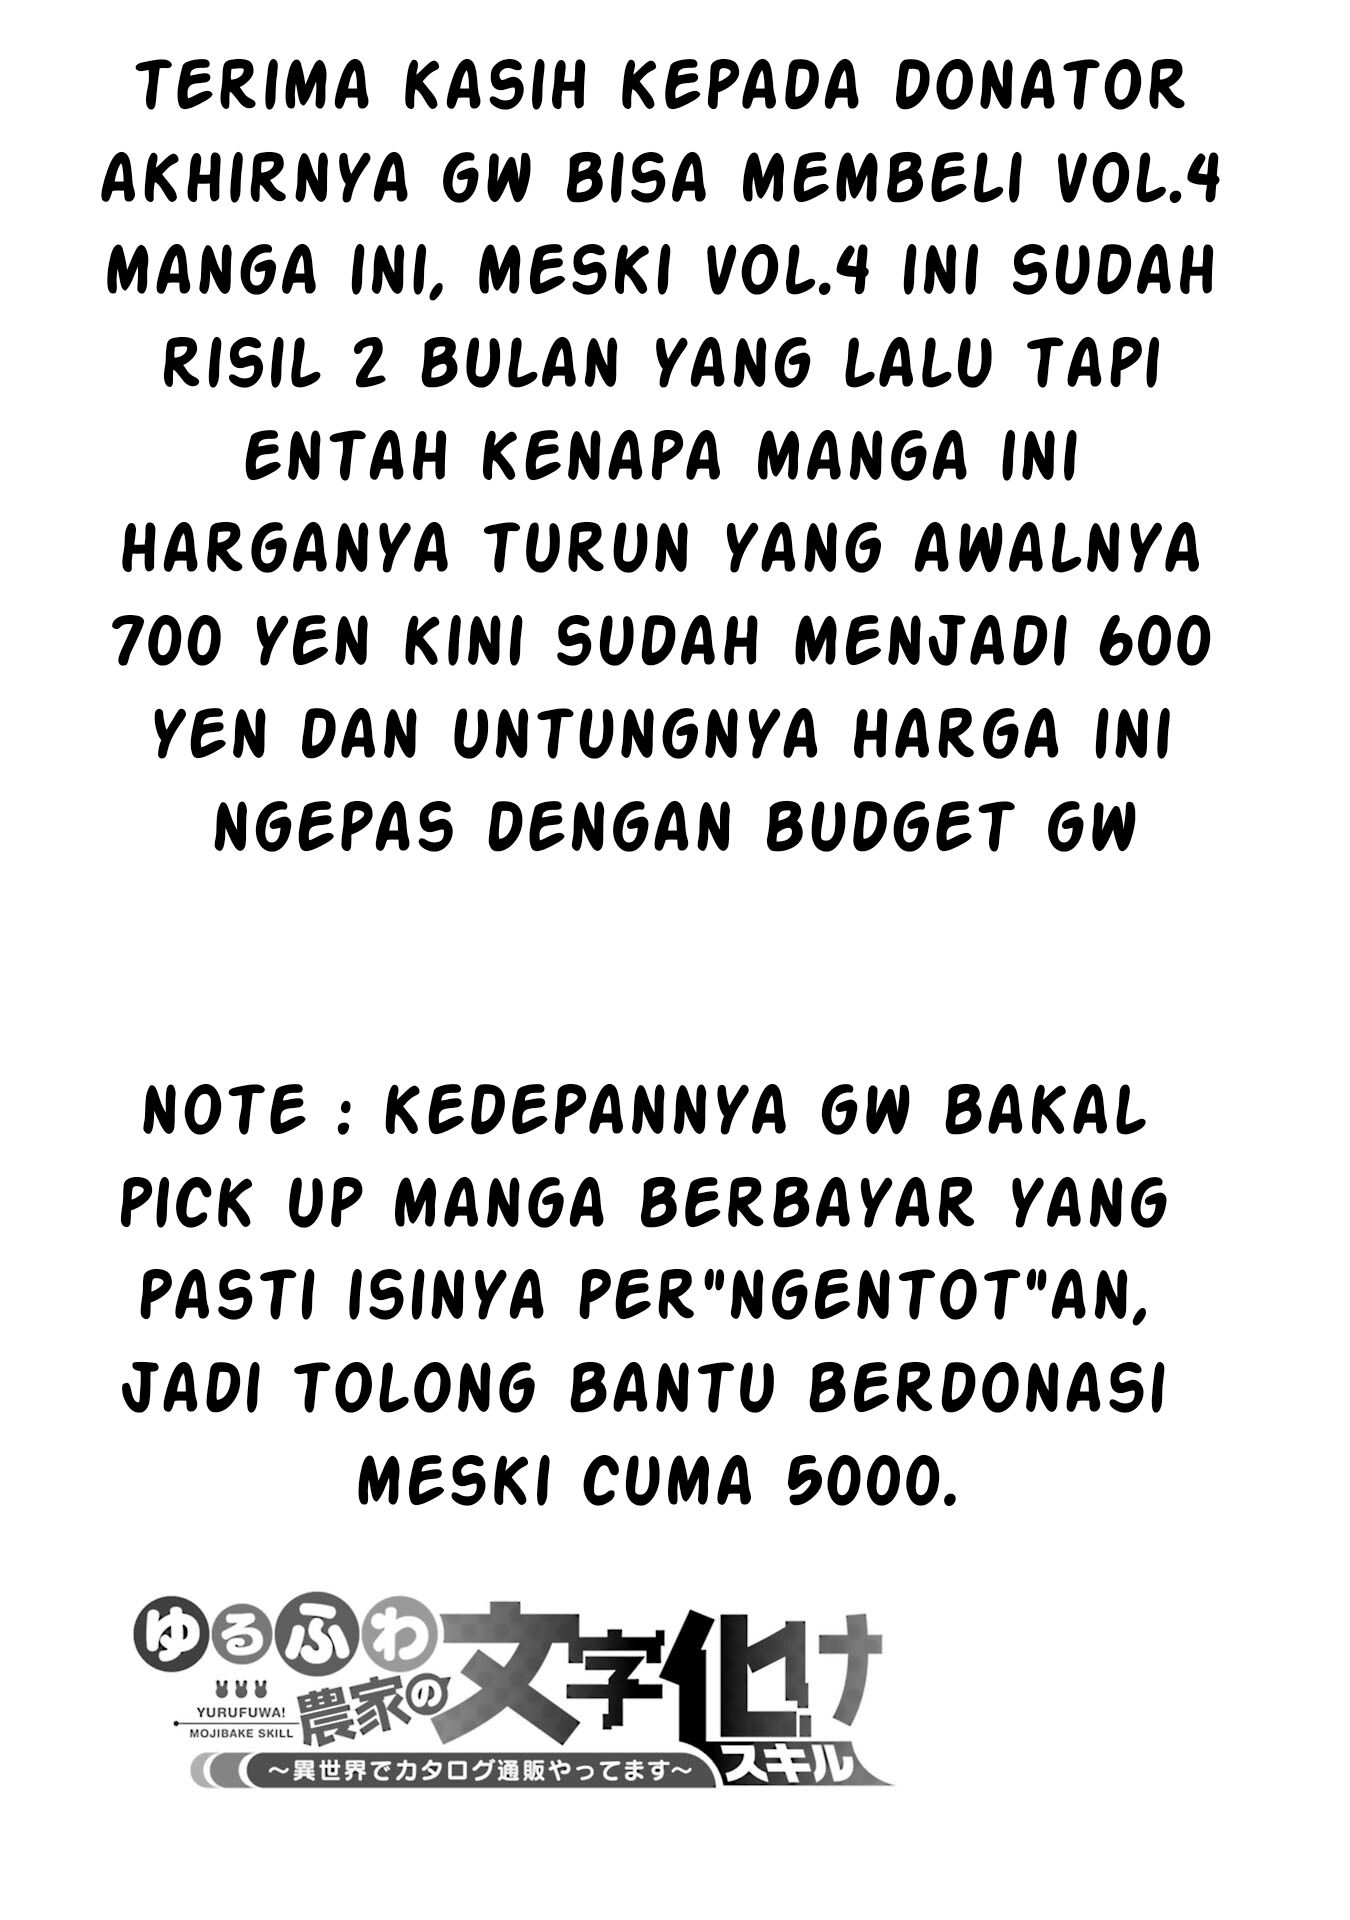 TERIMA KASIH KEPADA DONATOR
AKHIRNYA GW BISA MEMBELI VOL.4
MANGA INI, MESKI VOL.4 INI SUDAH
RISIL 2 BULAN YANG LALU TAPI
ENTAH KENAPA MANGA INI
HARGANYA TURUN YANG AWALNYA
700 YEN KINI SUDAH MENJADI 600
YEN DAN UNTUNGNYA HARGA INI
NGEPAS DENGAN BUDGET GW
NOTE : KEDEPANNYA GW BAKAL
PICK UP MANGA BERBAYAR YANG
PASTI ISINYA PER"NGENTOT"AN,
JADI TOLONG BANTU BERDONASI
MESKI CUMA 5000.
ゆるふわ
農家の
文字化け
スキル
YURUFUWA!
MOJIBAKE SKILL
～異世界でカタログ通販やってます～